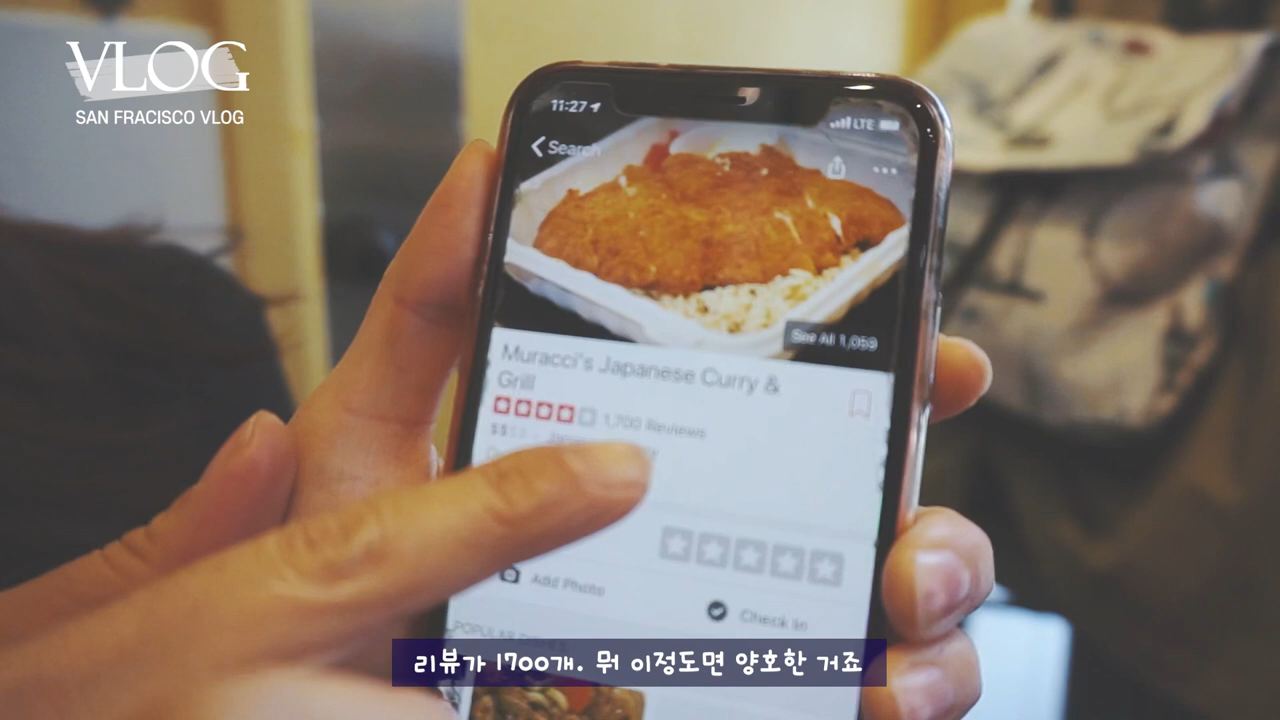 VLOG
SAN FRACISCO VLOG
11:27
LTE
Search
See All 1,059
Muracci's Japanese Curry &
Grill
1,700 Reviews
$$
Add Photo
Check In
POPULAR DISHES
리뷰가 1700개. 뭐 이정도면 양호한 거죠